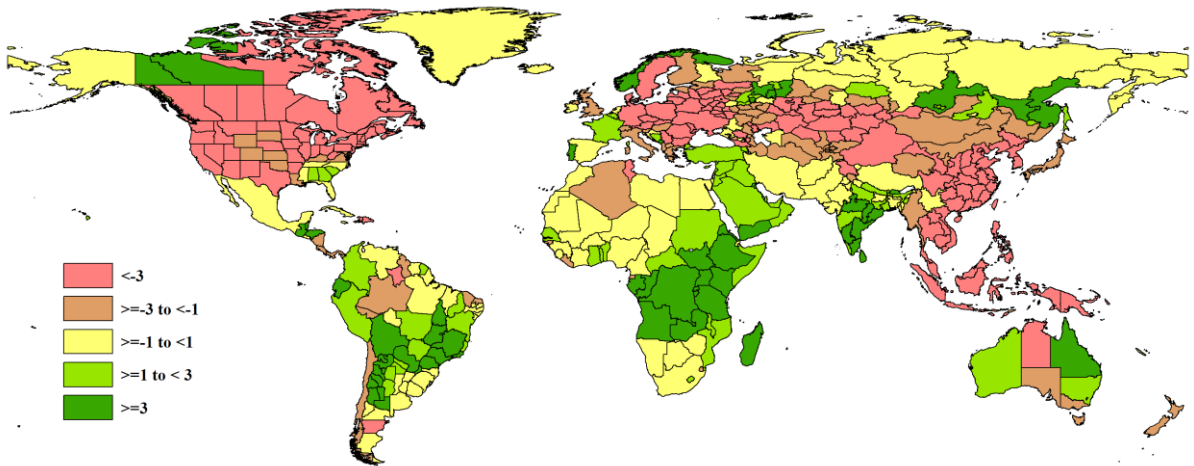 <-3
>=-3 to <-1
>=-1 to <1
>=1 to < 3
>=3